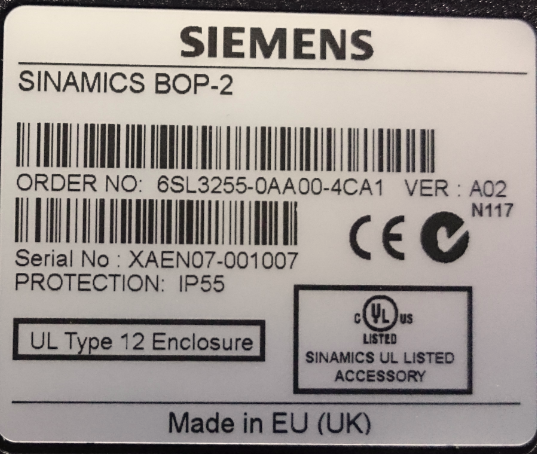 SIEMENS
SINAMICS BOP-2
ORDER NO: 6SL3255-0AA00-4CA1 VER : A02
N117
CE
Serial No : XAEN07-001007
PROTECTION: IP55
UL Type 12 Enclosure
C UL US
LISTED
SINAMICS UL LISTED
ACCESSORY
Made in EU (UK)